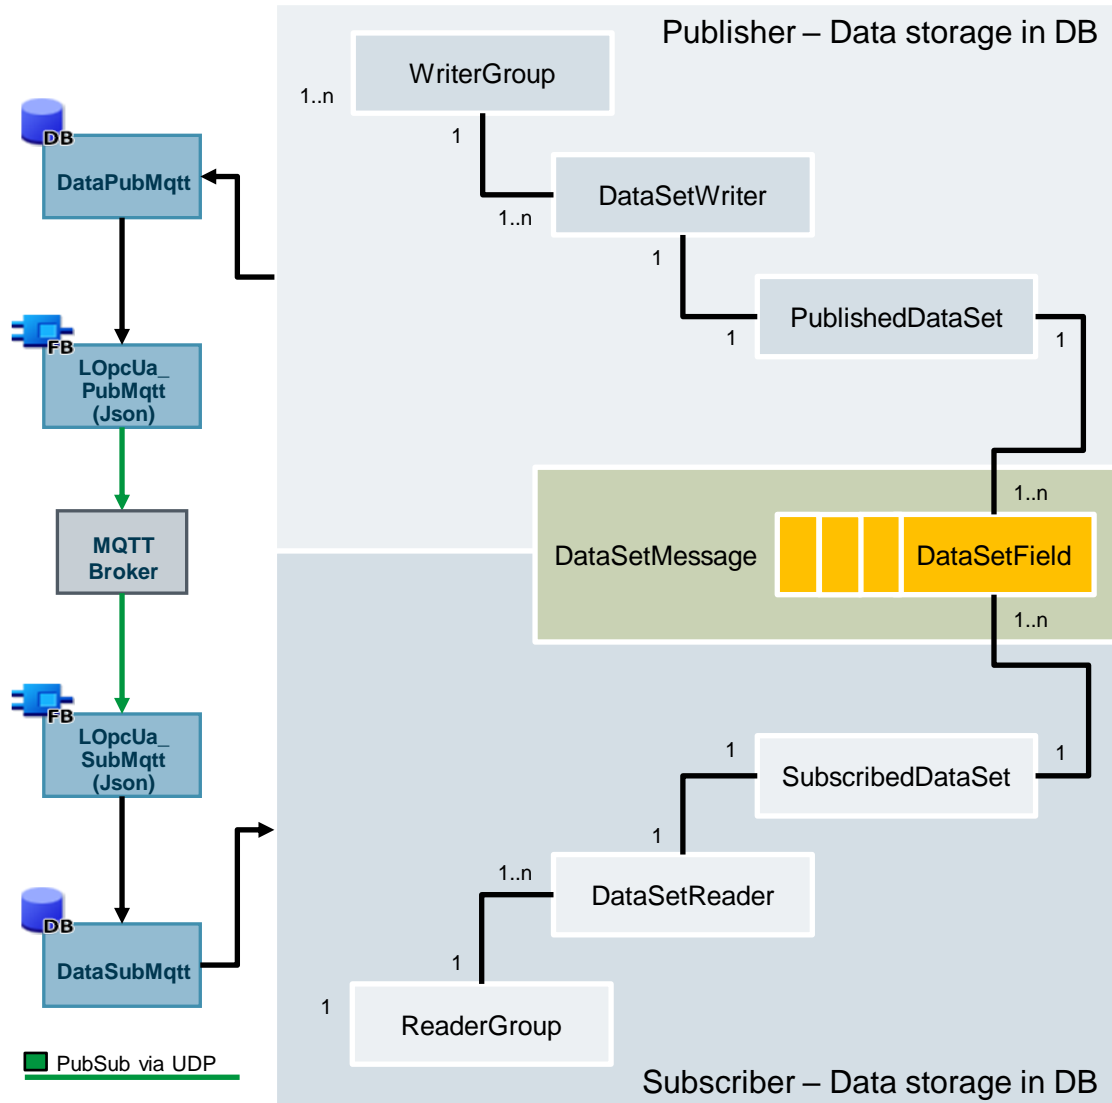 Publisher – Data storage in DB
WriterGroup
1..n
1
DB
DataPubMqtt
DataSetWriter
1..n
1
PublishedDataSet
1
1
FB
LOpcUa_
PubMqtt
(Json)
1..n
MQTT
Broker
DataSetMessage
DataSetField
1..n
FB
LOpcUa_
SubMqtt
(Json)
1
SubscribedDataSet
1
1
1..n
DataSetReader
DB
DataSubMqtt
1
1
ReaderGroup
PubSub via UDP
Subscriber – Data storage in DB